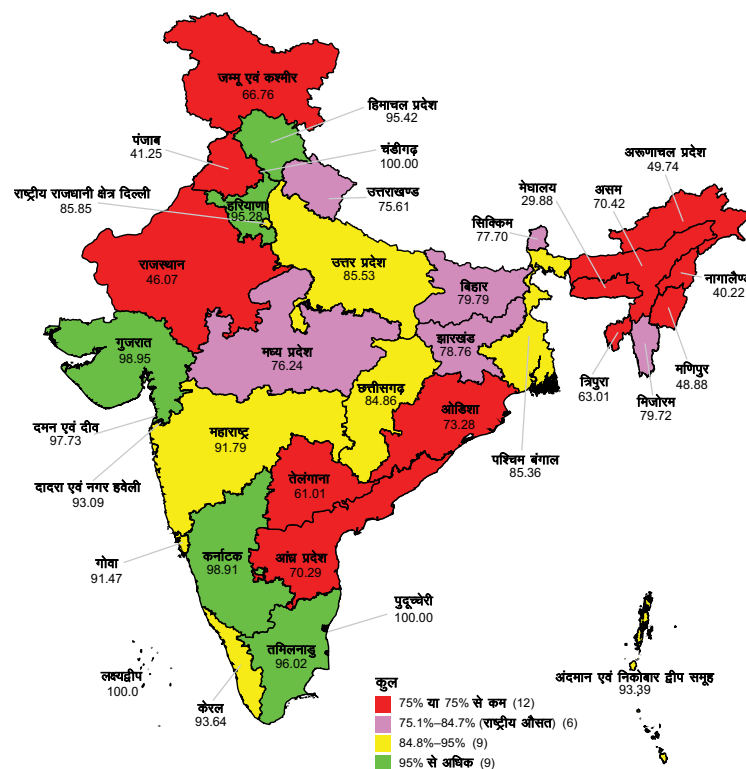 जम्मू एवं कश्मीर
66.76
हिमाचल प्रदेश
95.42
पंजाब
41.25
चंडीगढ़
100.00
राष्ट्रीय राजधानी क्षेत्र दिल्ली
85.85
हरियाणा
95.28
उत्तराखण्ड
75.61
अरूणाचल प्रदेश
49.74
मेघालय
29.88
असम
70.42
सिक्किम
77.70
राजस्थान
46.07
उत्तर प्रदेश
85.53
बिहार
79.79
नागालैण्ड
40.22
गुजरात
98.95
मध्य प्रदेश
76.24
झारखंड
78.76
छत्तीसगढ़
84.86
त्रिपुरा
63.01
मणिपुर
48.88
मिजोरम
79.72
ओडिशा
73.28
दमन एवं दीव
97.73
महाराष्ट्र
91.79
पश्चिम बंगाल
85.36
दादरा एवं नगर हवेली
93.09
तेलंगाना
61.01
गोवा
91.47
कर्नाटक
98.91
आंध्र प्रदेश
70.29
पुदूच्चेरी
100.00
तमिलनाडु
96.02
लक्ष्यद्वीप
100.0
केरल
93.64
अंदमान एवं निकोबार द्वीप समूह
93.39
कुल
75% या 75% से कम (12)
75.1%–84.7% (राष्ट्रीय औसत) (6)
84.8%–95% (9)
95% से अधिक (9)